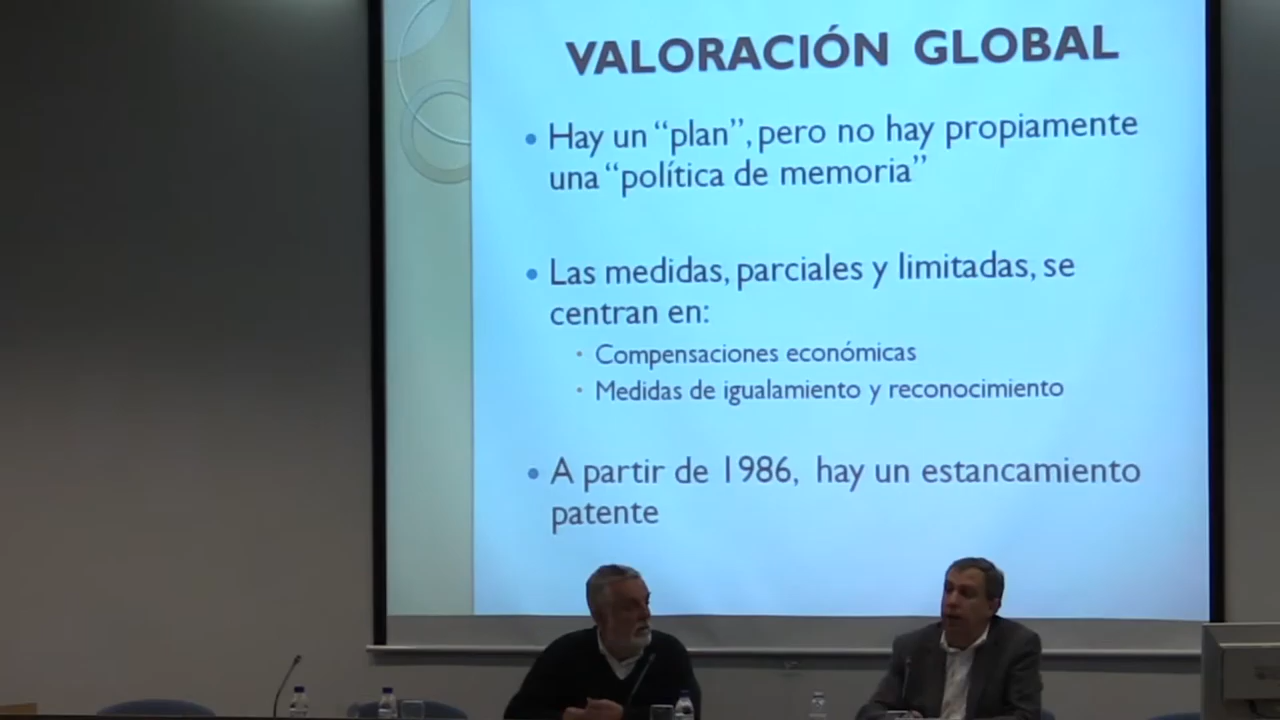 VALORACIÓN GLOBAL
• Hay un “plan”, pero no hay propiamente
una “política de memoria”
• Las medidas, parciales y limitadas, se
centran en:
• Compensaciones económicas
• Medidas de igualamiento y reconocimiento
• A partir de 1986, hay un estancamiento
patente